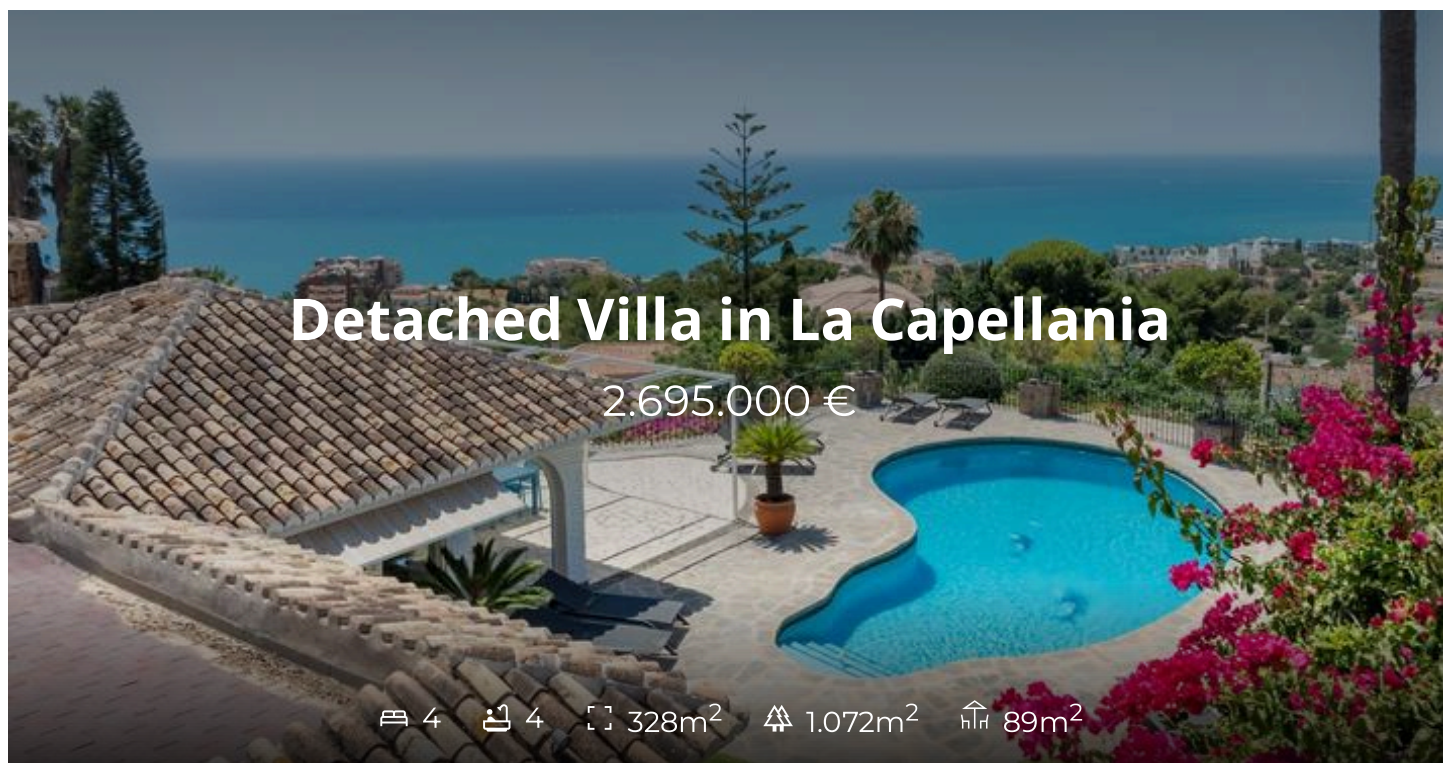 Detached Villa in La Capellania
2.695.000 €
4 4 328m² 1.072m² 89m²